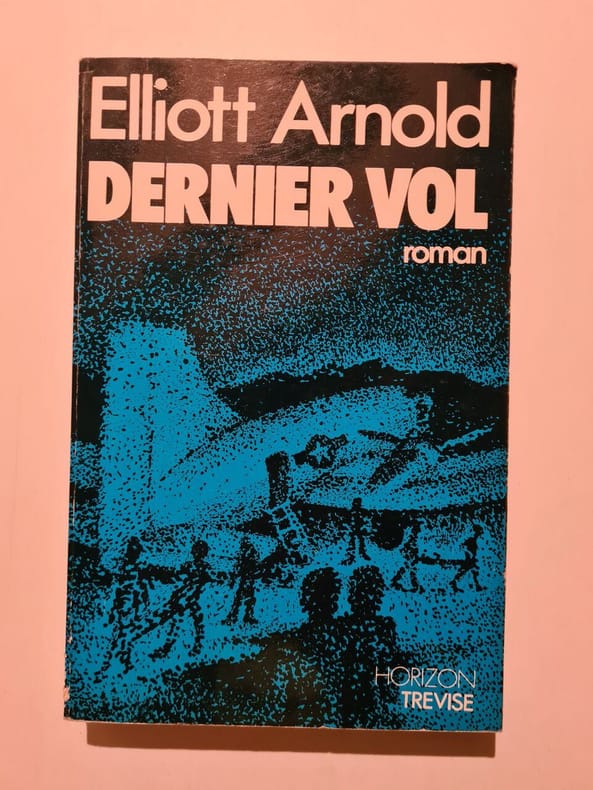 Elliott Arnold
DERNIER VOL
roman
HORIZON
TREVISE